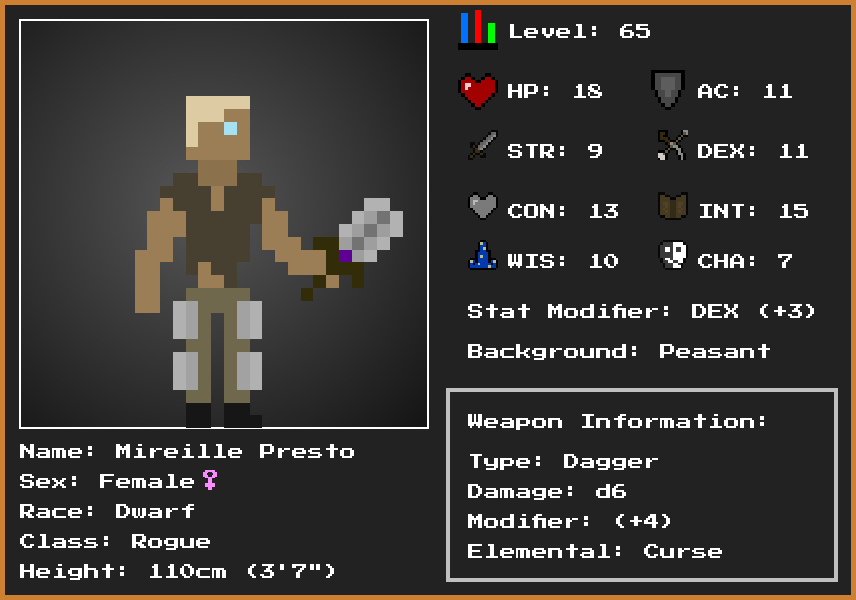 Level: 65
HP: 18
AC: 11
STR: 9
DEX: 11
CON: 13
INT: 15
WIS: 10
CHA: 7
Stat Modifier: DEX (+3)
Background: Peasant
Weapon Information:
Type: Dagger
Damage: d6
Modifier: (+4)
Elemental: Curse
Name: Mireille Presto
Sex: Female♀
Race: Dwarf
Class: Rogue
Height: 110cm (3'7")